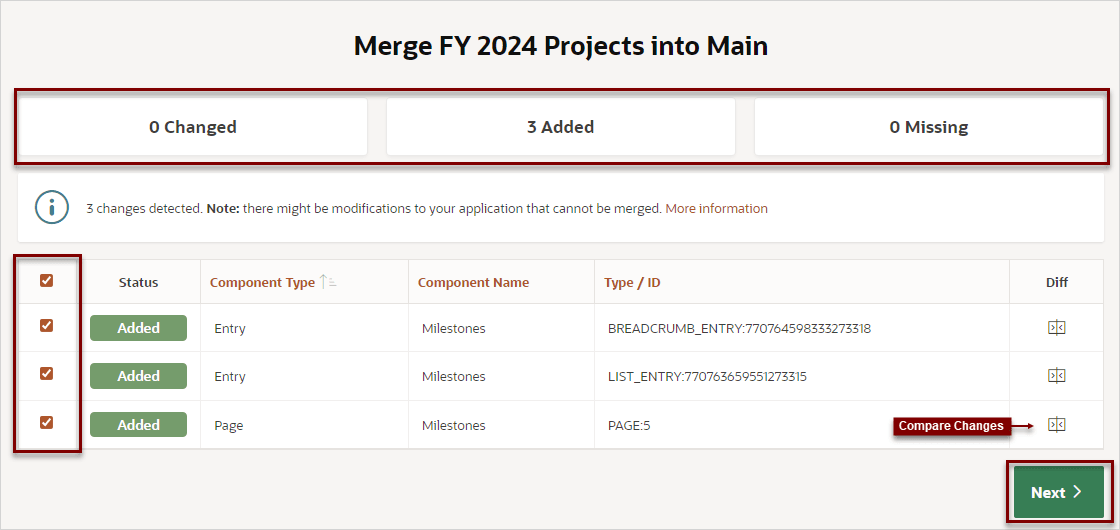 Merge FY 2024 Projects into Main
0 Changed
3 Added
0 Missing
3 changes detected. Note: there might be modifications to your application that cannot be merged. More information
Status Component Type Component Name Type / ID Diff
Added Entry Milestones BREADCRUMB_ENTRY:770764598333273318
Added Entry Milestones LIST_ENTRY:770763659551273315
Added Page Milestones PAGE:5 Compare Changes
Next